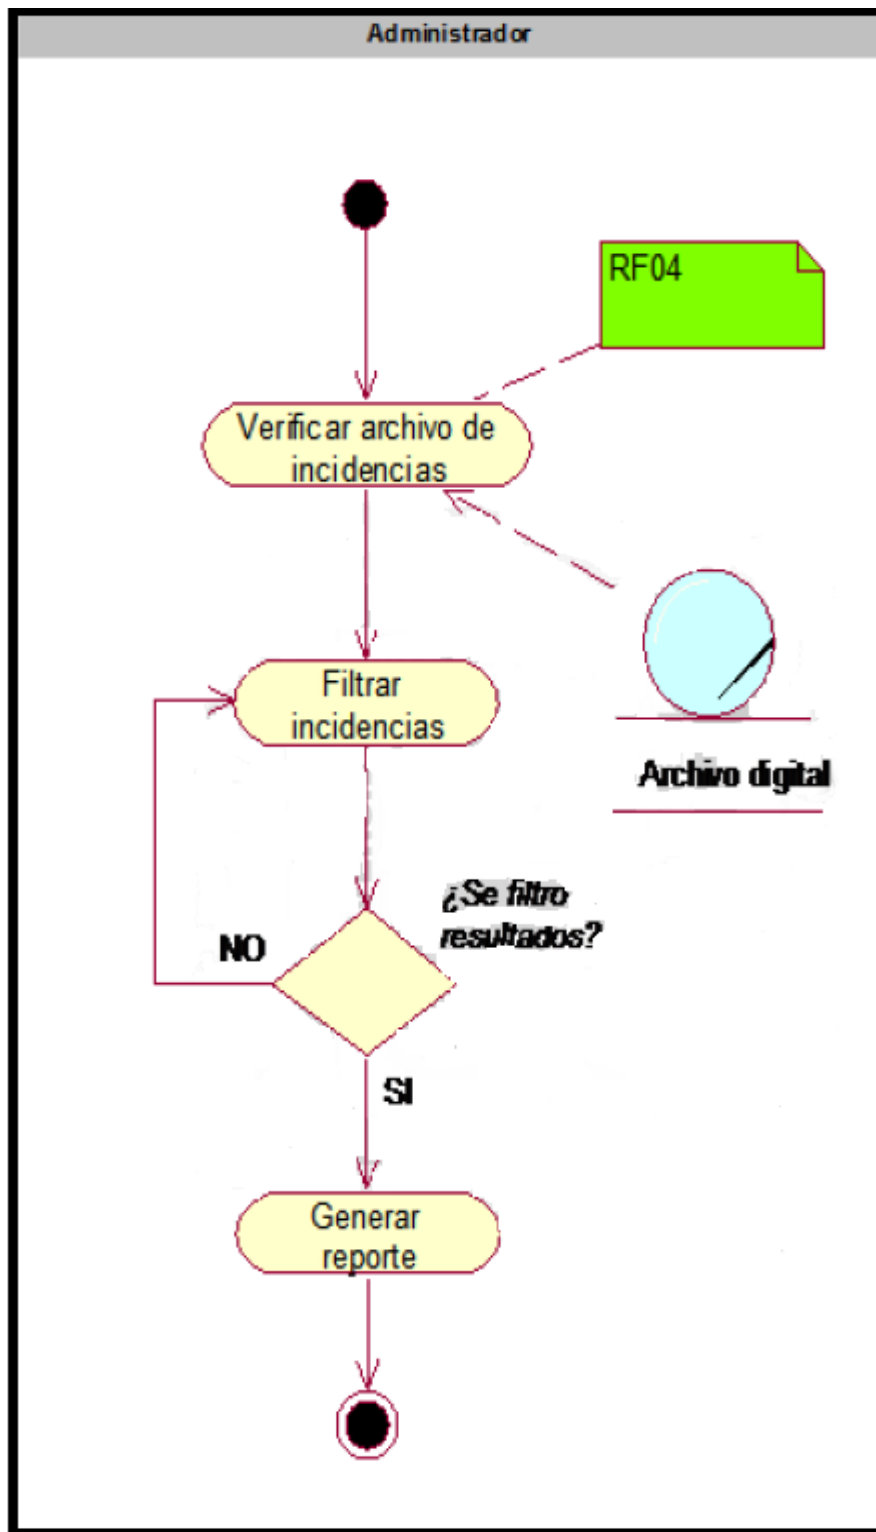 Administrador
RF04
Verificar archivo de
incidencias
Filtrar
incidencias
Archivo digital
¿Se filtro
resultados?
NO
SI
Generar
reporte